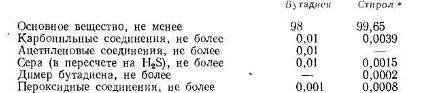 Бутадиен Стирол *
Основное вещество, не менее 98 99,65
Карбонильные соединения, не более 0,01 0,0039
Ацетиленовые соединения, не более 0,01 —
Сера (в пересчете на H₂S), не более 0,01 0,0015
Димер бутадиена, не более — 0,0002
Пероксидные соединения, не более 0,001 0,0008